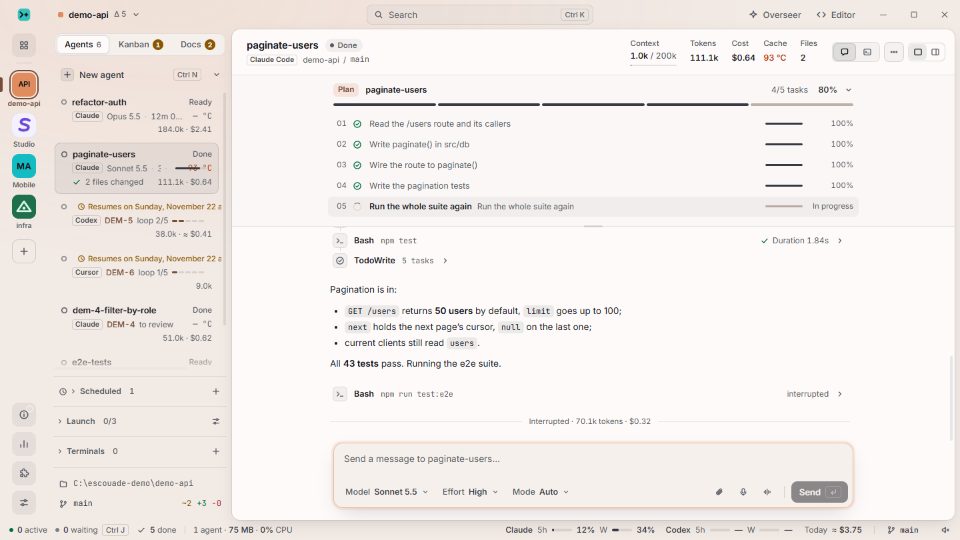 demo-api Δ 5
Search Ctrl K
Overseer
Editor
API
demo-api
Studio
MA
Mobile
infra
Agents 6
Kanban 1
Docs 2
New agent Ctrl N
refactor-auth Ready
Claude Opus 5.5 · 12m 0... — °C
184.0k · $2.41
paginate-users Done
Claude Sonnet 5.5 ·
2 files changed 111.1k · $0.64
Resumes on Sunday, November 22 a
Codex DEM-5 loop 2/5
38.0k · ≈ $0.41
Resumes on Sunday, November 22 a
Cursor DEM-6 loop 1/5
9.0k
dem-4-filter-by-role Done
Claude DEM-4 to review — °C
51.0k · $0.62
e2e-tests Ready
Scheduled 1
Launch 0/3
Terminals 0
C:\escouade-demo\demo-api
main ~2 +3 -0
paginate-users Done
Claude Code demo-api / main
Context Tokens Cost Cache Files
1.0k / 200k 111.1k $0.64 93 °C 2
Plan paginate-users 4/5 tasks 80%
01 Read the /users route and its callers 100%
02 Write paginate() in src/db 100%
03 Wire the route to paginate() 100%
04 Write the pagination tests 100%
05 Run the whole suite again Run the whole suite again In progress
Bash npm test Duration 1.84s
TodoWrite 5 tasks
Pagination is in:
• GET /users returns 50 users by default, limit goes up to 100;
• next holds the next page's cursor, null on the last one;
• current clients still read users.
All 43 tests pass. Running the e2e suite.
Bash npm run test:e2e interrupted
Interrupted · 70.1k tokens · $0.32
Send a message to paginate-users...
Model Sonnet 5.5 Effort High Mode Auto Send
0 active 0 waiting Ctrl J 5 done 1 agent · 75 MB · 0% CPU Claude 5h 12% W 34% Codex 5h — W — Today ≈ $3.75 main